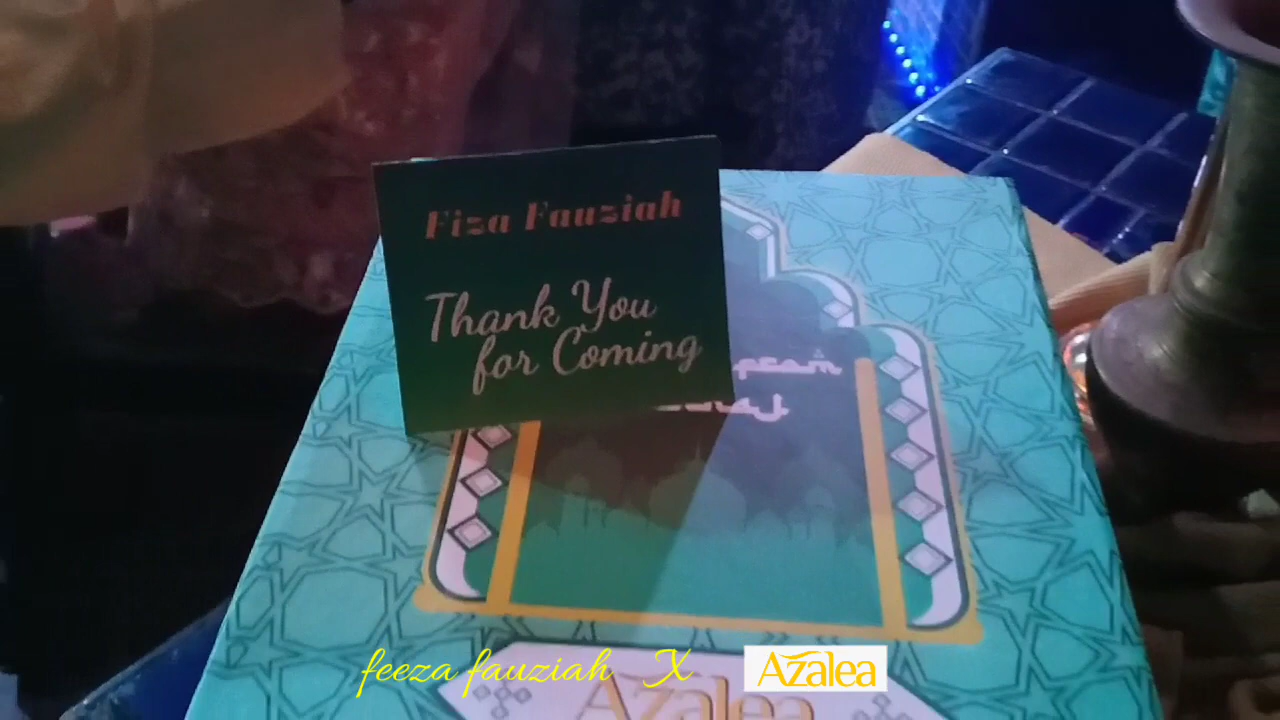 Fiza Fauziah
Thank You
for Coming
feeza fauziah X Azalea
Azalea